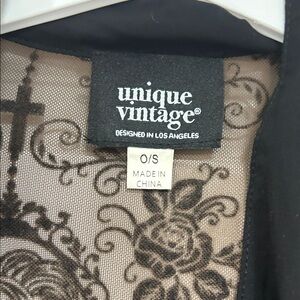 unique
vintage®
DESIGNED IN LOS ANGELES
O/S
MADE IN
CHINA